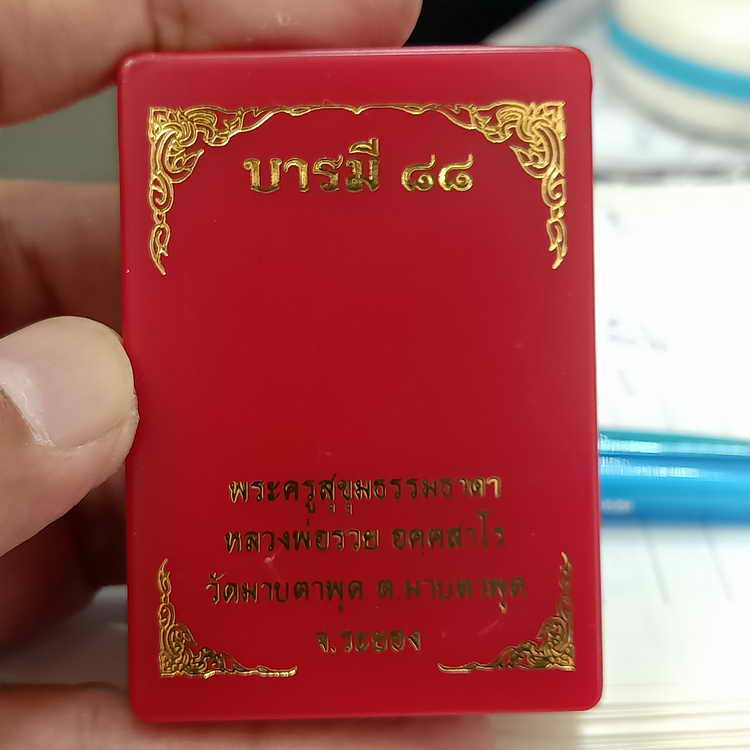 บารมี ๘๘
พระครูสุขุมธรรมธาดา
หลวงพ่อรวย อคฺคสาโร
วัดมาบตาพุด ต.มาบตาพุด
จ.ระยอง